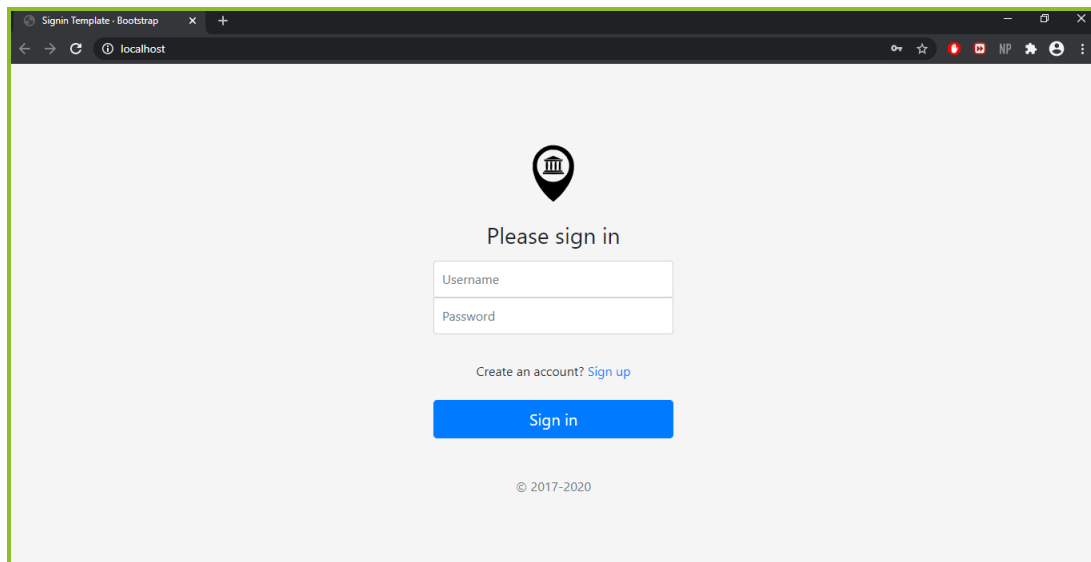 Signin Template · Bootstrap
localhost
NP
Please sign in
Username
Password
Create an account? Sign up
Sign in
© 2017-2020